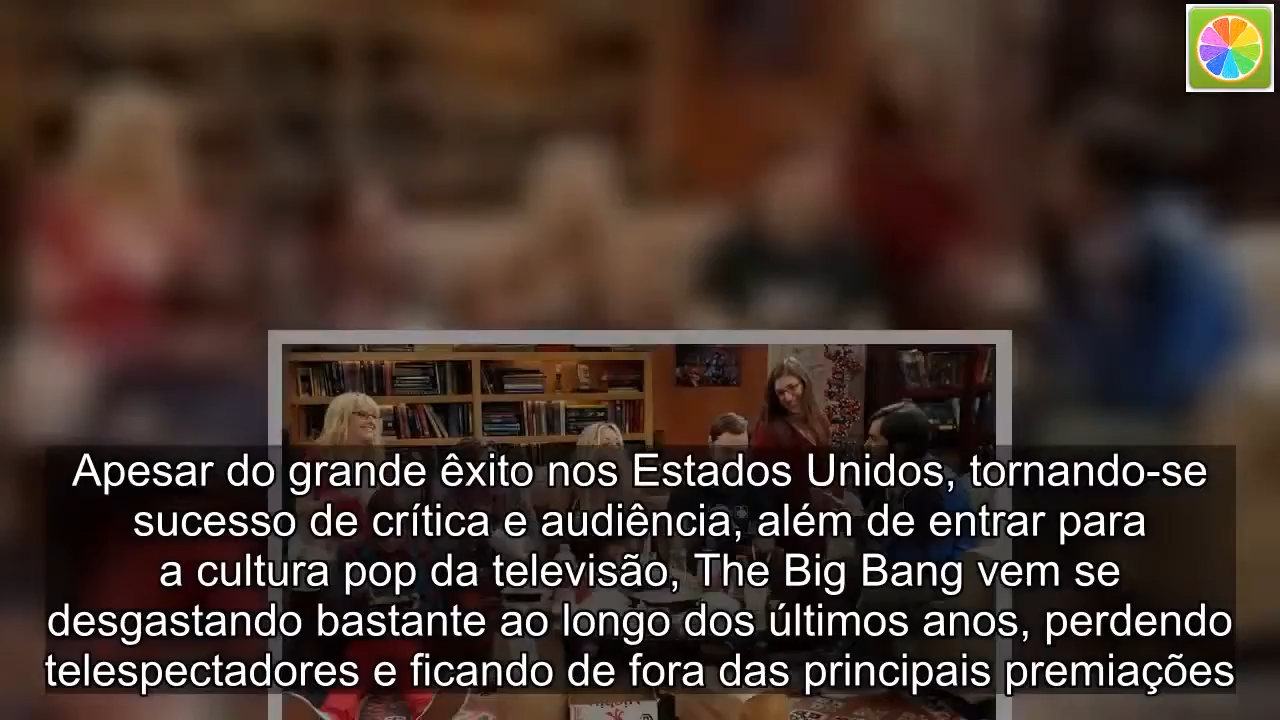 Apesar do grande êxito nos Estados Unidos, tornando-se
sucesso de crítica e audiência, além de entrar para
a cultura pop da televisão, The Big Bang vem se
desgastando bastante ao longo dos últimos anos, perdendo
telespectadores e ficando de fora das principais premiações